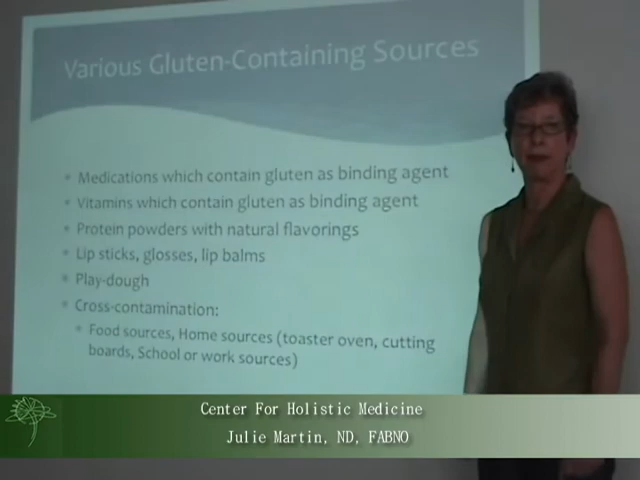 Various Gluten-Containing Sources
Medications which contain gluten as binding agent
Vitamins which contain gluten as binding agent
Protein powders with natural flavorings
Lip sticks, glosses, lip balms
Play-dough
Cross-contamination:
Food sources, Home sources (toaster oven, cutting
boards, School or work sources)
Center For Holistic Medicine
Julie Martin, ND, FABNO